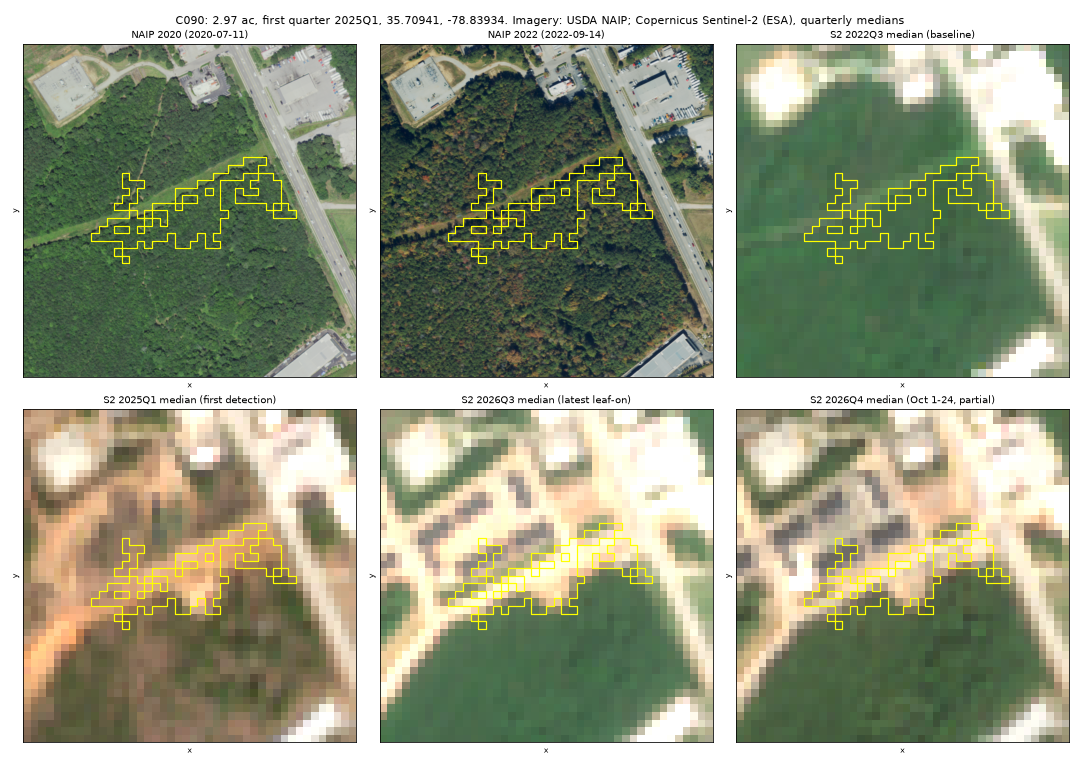 C090: 2.97 ac, first quarter 2025Q1, 35.70941, -78.83934. Imagery: USDA NAIP; Copernicus Sentinel-2 (ESA), quarterly medians
NAIP 2020 (2020-07-11)
NAIP 2022 (2022-09-14)
S2 2022Q3 median (baseline)
y
x
y
x
y
x
S2 2025Q1 median (first detection)
S2 2026Q3 median (latest leaf-on)
S2 2026Q4 median (Oct 1-24, partial)
y
x
y
x
y
x